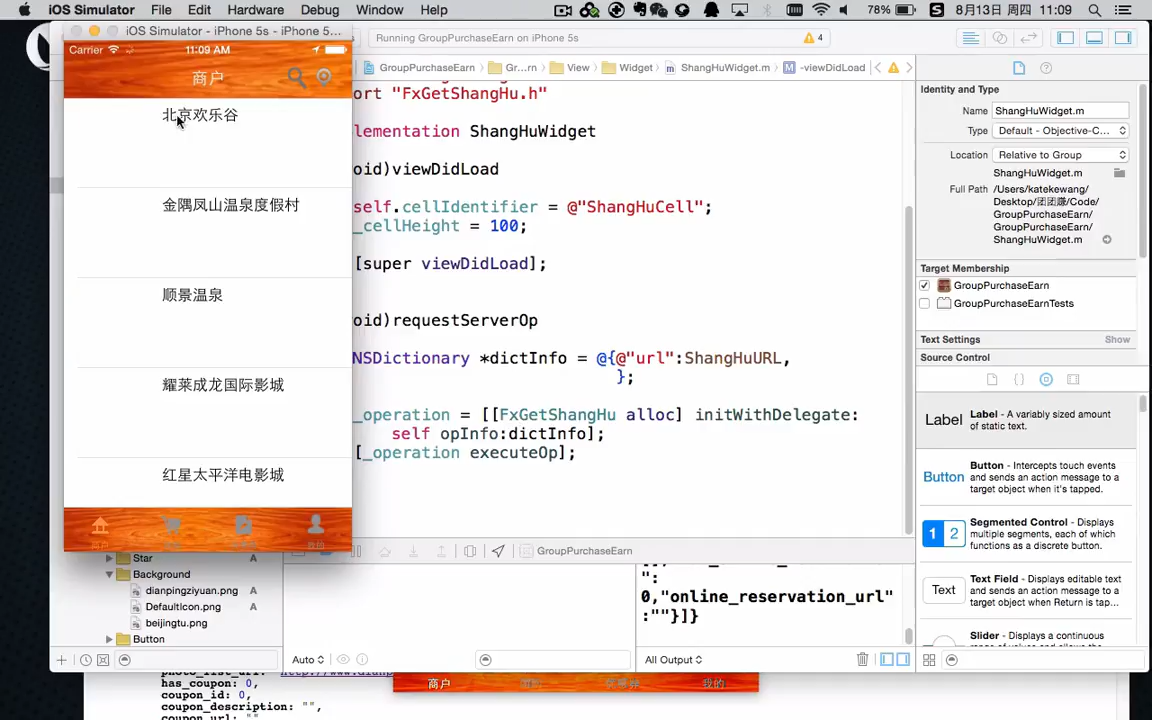 iOS Simulator File Edit Hardware Debug Window Help
78% 8月13日 周四 11:09
iOS Simulator - iPhone 5s - iPhone 5s...
Running GroupPurchaseEarn on iPhone 5s
4
Carrier 11:09 AM
商户
GroupPurchaseEarn Gr...rn View Widget ShangHuWidget.m -viewDidLoad
北京欢乐谷
金隅凤山温泉度假村
顺景温泉
耀莱成龙国际影城
红星太平洋电影城
我的
ort "FxGetShangHu.h"
lementation ShangHuWidget
oid)viewDidLoad
self.cellIdentifier = @"ShangHuCell";
_cellHeight = 100;
[super viewDidLoad];
oid)requestServerOp
NSDictionary *dictInfo = @{@"url":ShangHuURL,
};
_operation = [[FxGetShangHu alloc] initWithDelegate:
self opInfo:dictInfo];
[_operation executeOp];
GroupPurchaseEarn
":
0,"online_reservation_url"
:""}]}
Auto
All Output
Star A
Background
dianpingziyuan.png A
DefaultIcon.png A
beijingtu.png
Button
Identity and Type
Name ShangHuWidget.m
Type Default - Objective-C...
Location Relative to Group
ShangHuWidget.m
Full Path /Users/katekewang/
Desktop/团团赚/Code/
GroupPurchaseEarn/
GroupPurchaseEarn/
ShangHuWidget.m
Target Membership
GroupPurchaseEarn
GroupPurchaseEarnTests
Text Settings Show
Source Control
Label Label - A variably sized amount
of static text.
Button Button - Intercepts touch events
and sends an action message to a
target object when it's tapped.
1 2 Segmented Control - Displays
multiple segments, each of which
functions as a discrete button.
Text Text Field - Displays editable text
and sends an action message to a
target object when Return is tap...
Slider - Displays a continuous
has_coupon: 0,
coupon_id: 0,
coupon_description: "",
coupon_url: ""
商户 我的